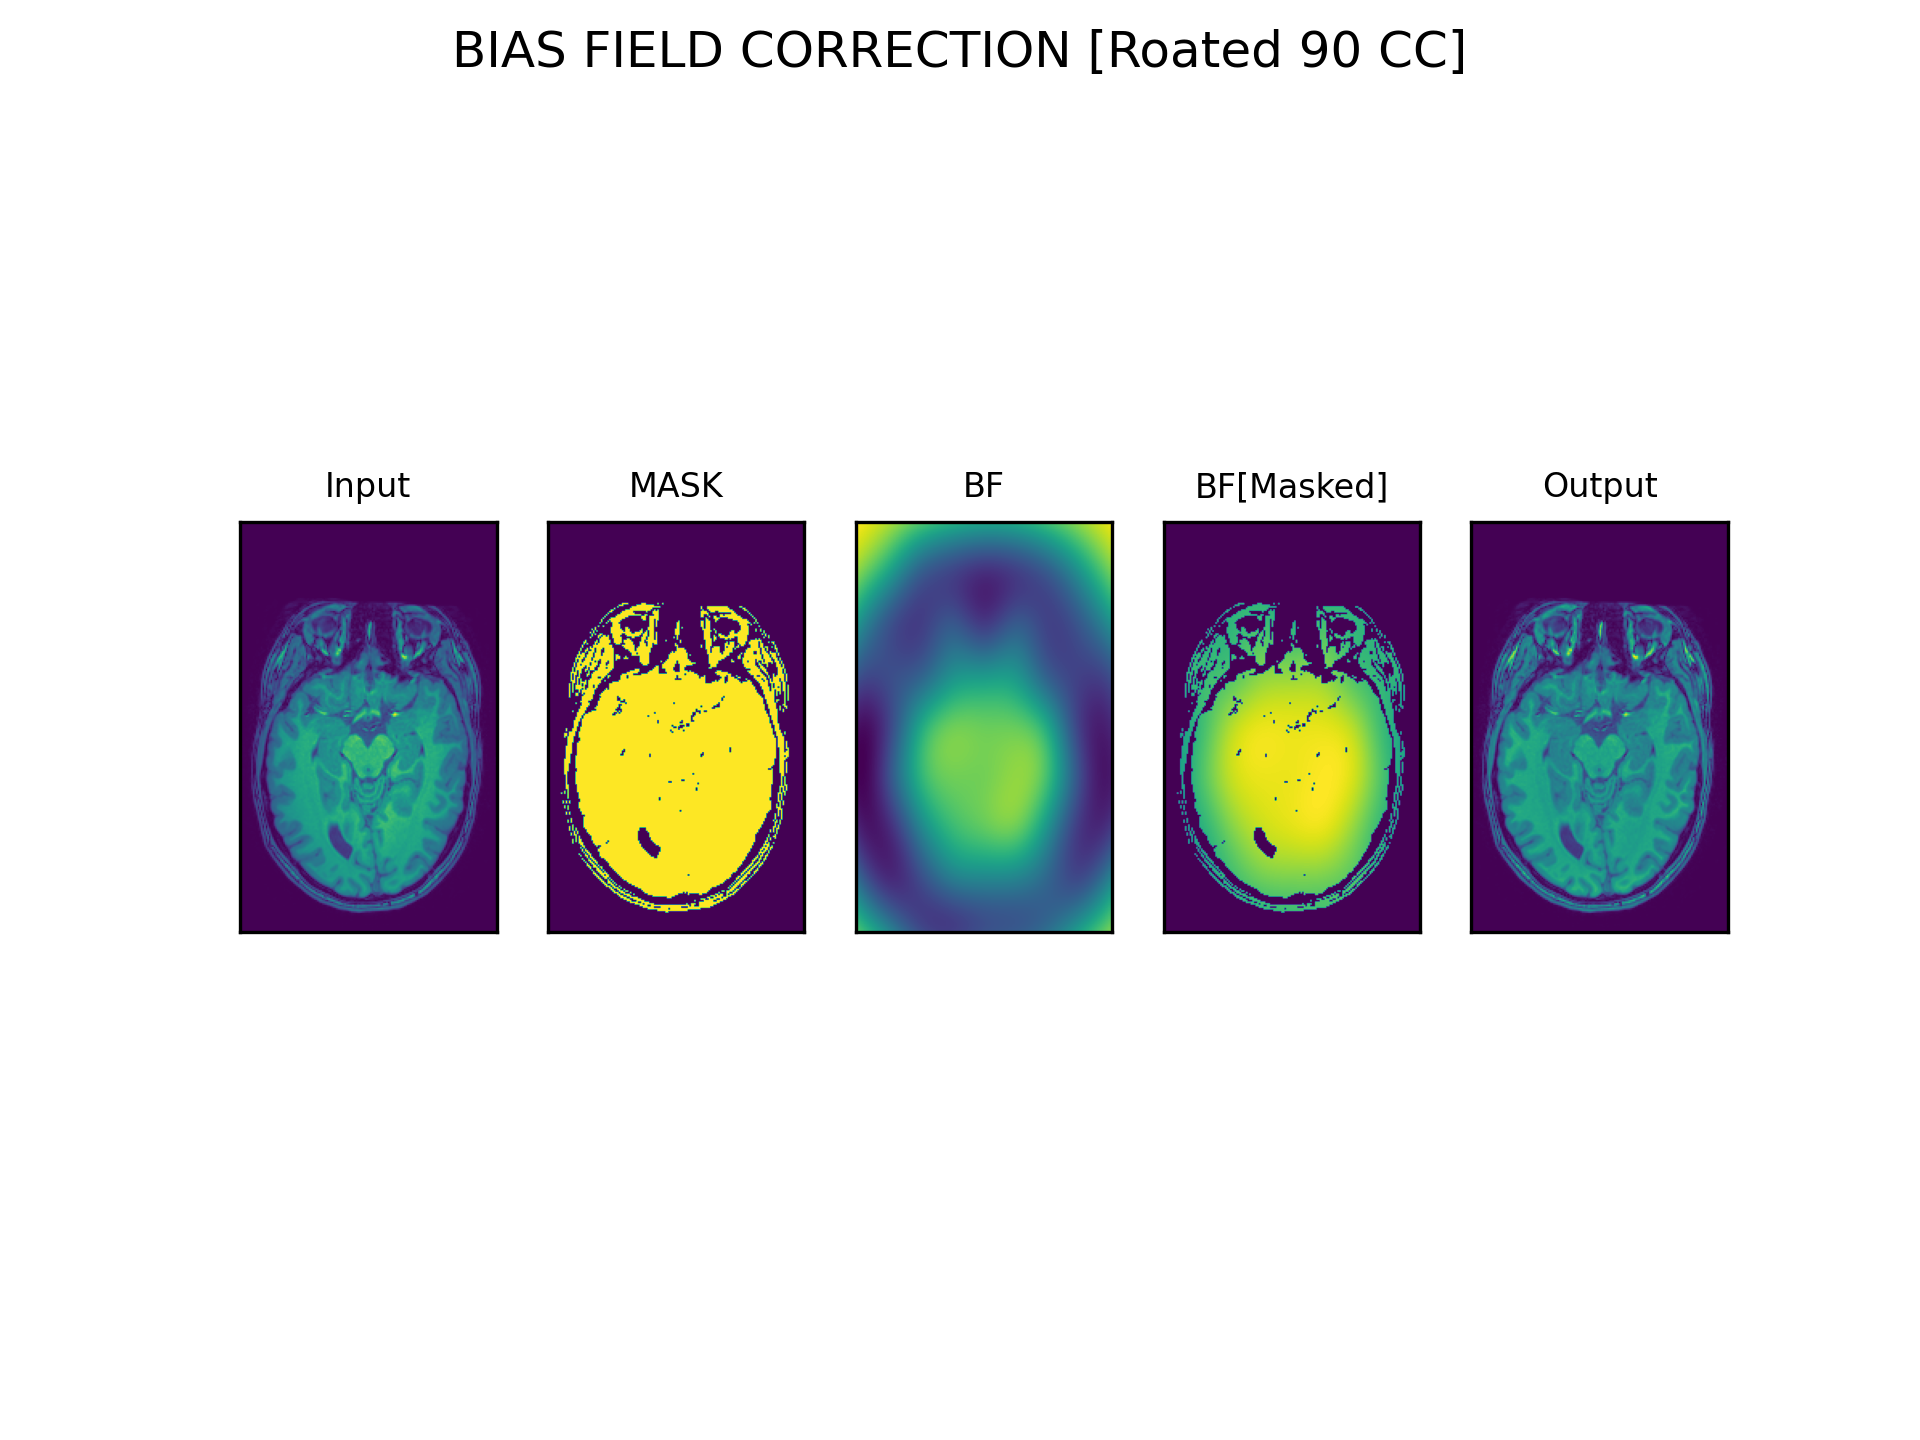 BIAS FIELD CORRECTION [Roated 90 CC]
Input
MASK
BF
BF[Masked]
Output